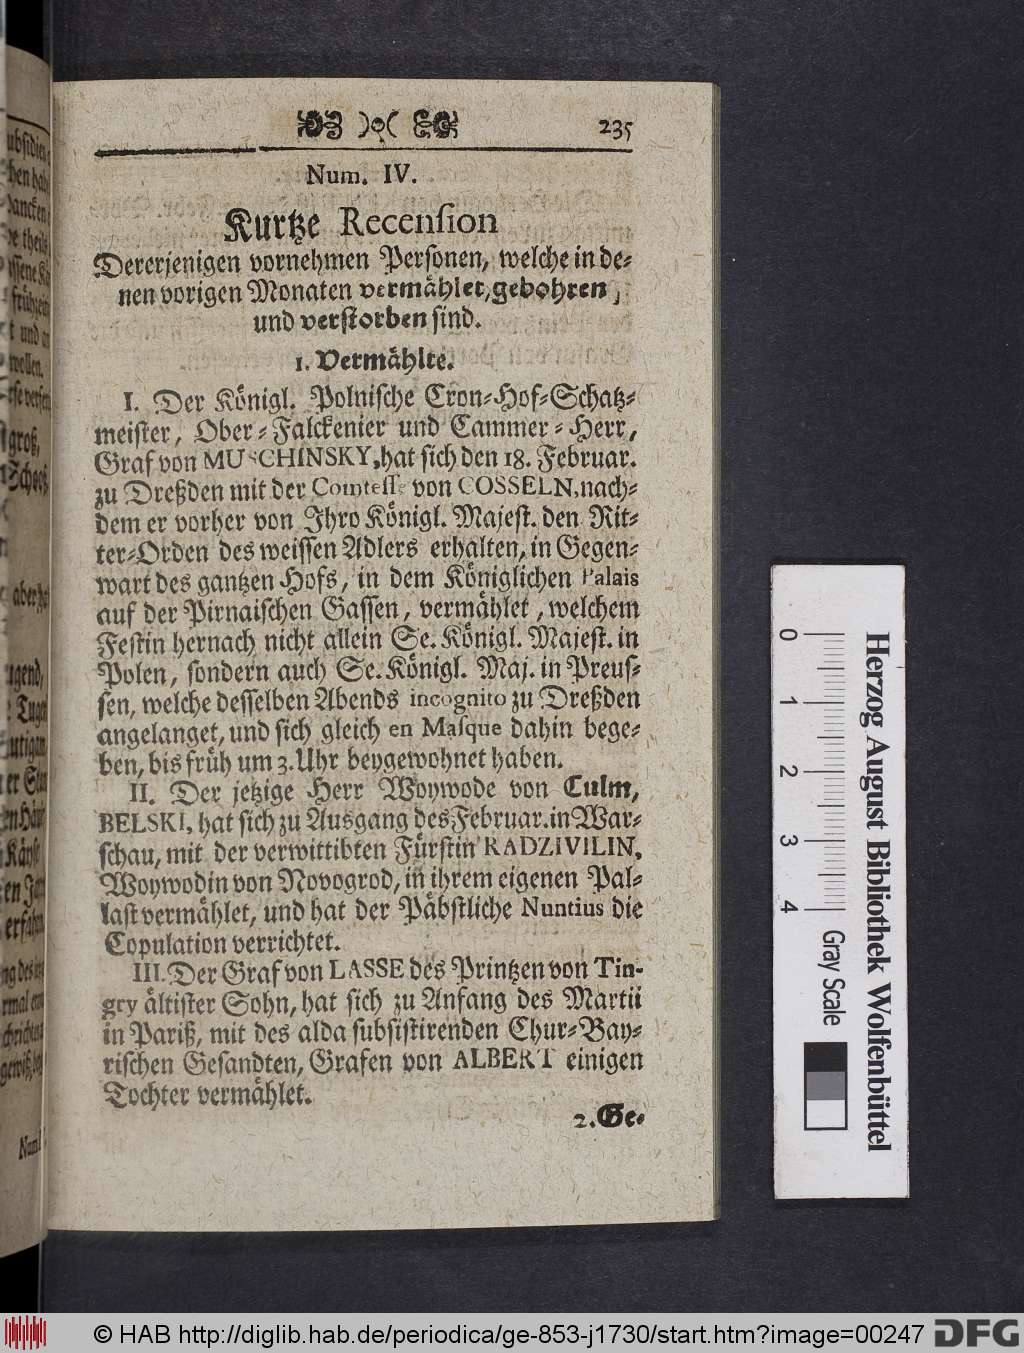 235
Num. IV.
Kurtze Recension
Dererjenigen vornehmen Personen, welche in de-
nen vorigen Monaten vermählet, gebohren,
und verstorben sind.
1. Vermählte.
I. Der Königl. Polnische Cron-Hof-Schatz-
meister, Ober-Falckenier und Cammer-Herr,
Graf von MUSCHINSKY, hat sich den 18. Februar.
zu Dreßden mit der Comtesse von COSSELN, nach-
dem er vorher von Ihro Königl. Majest. den Rit-
ter-Orden des weissen Adlers erhalten, in Gegen-
wart des gantzen Hofs, in dem Königlichen Palais
auf der Pirnaischen Gassen, vermählet, welchem
Festin hernach nicht allein Se. Königl. Majest. in
Polen, sondern auch Se. Königl. Maj. in Preus-
sen, welche desselben Abends incognito zu Dreßden
angelanget, und sich gleich en Masque dahin bege-
ben, bis früh um 3. Uhr beygewohnet haben.
II. Der jetzige Herr Woywode von Culm,
BELSKI, hat sich zu Ausgang des Februar. in War-
schau, mit der verwittibten Fürstin RADZIVILIN,
Woywodin von Novogrod, in ihrem eigenen Pal-
last vermählet, und hat der Päbstliche Nuntius die
Copulation verrichtet.
III. Der Graf von LASSE des Printzen von Tin-
gry ältister Sohn, hat sich zu Anfang des Martii
in Pariß, mit des alda subsistirenden Chur-Bay-
rischen Gesandten, Grafen von ALBERT einigen
Tochter vermählet.
2. Ge-
0 1 2 3 4
Gray Scale
Herzog August Bibliothek Wolfenbüttel
© HAB http://diglib.hab.de/periodica/ge-853-j1730/start.htm?image=00247
DFG